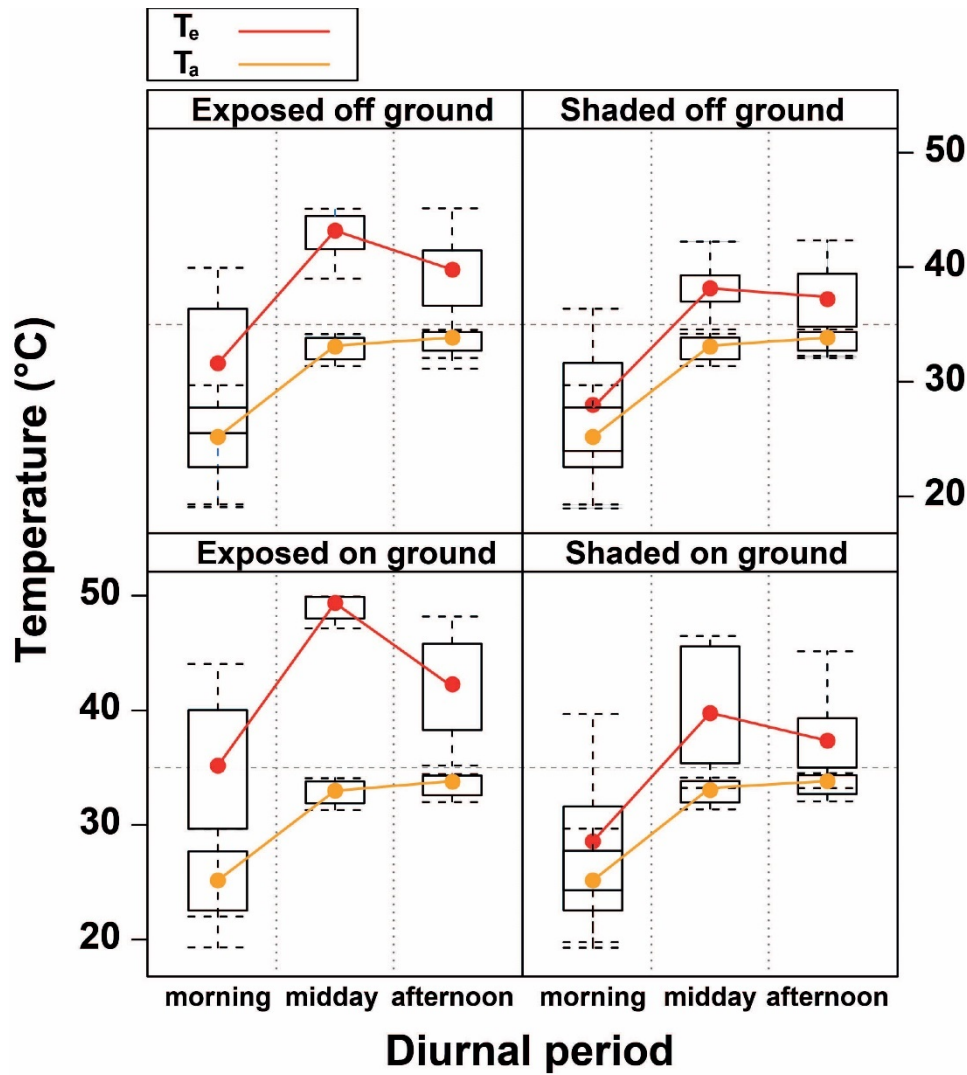 Te
Ta
Exposed off ground
Shaded off ground
50
40
30
20
Temperature (°C)
Exposed on ground
Shaded on ground
50
40
30
20
morning midday afternoon
morning midday afternoon
Diurnal period